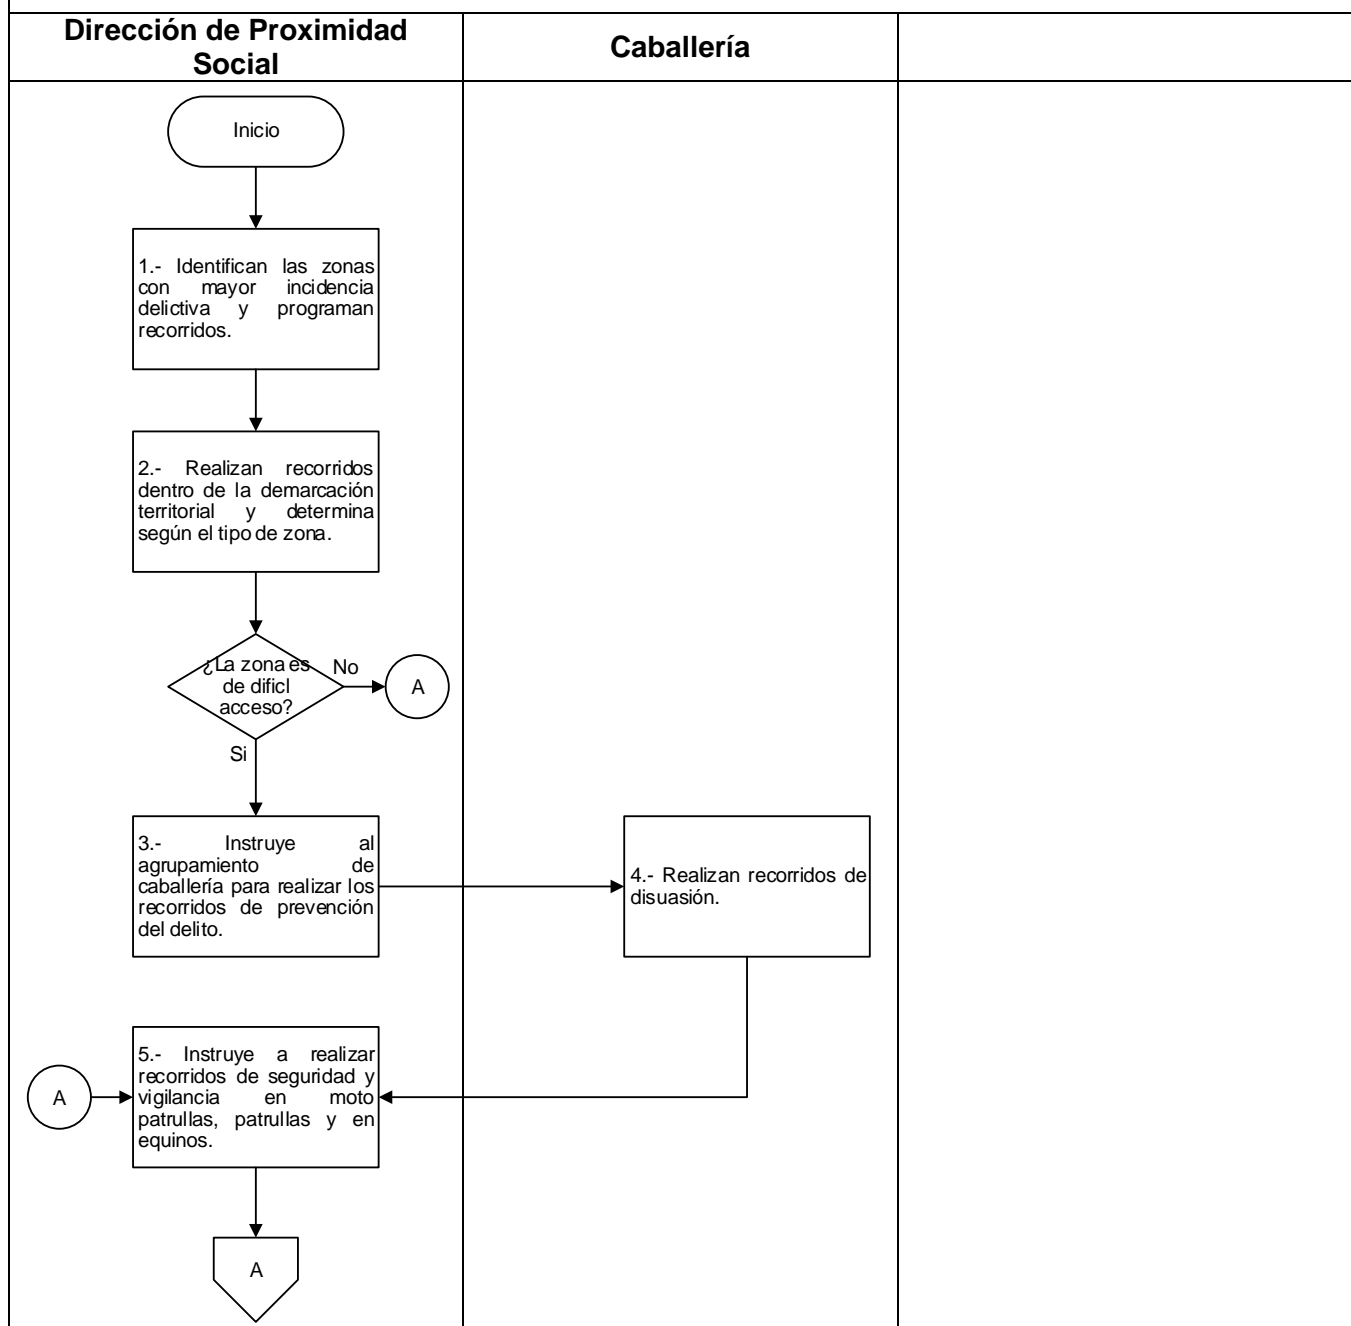 Dirección de Proximidad
Social
Caballería
Inicio
1.- Identifican las zonas
con mayor incidencia
delictiva y programan
recorridos.
2.- Realizan recorridos
dentro de la demarcación
territorial y determina
según el tipo de zona.
¿La zona es
de dificl
acceso?
No
A
Si
3.- Instruye al
agrupamiento de
caballería para realizar los
recorridos de prevención
del delito.
4.- Realizan recorridos de
disuasión.
A
5.- Instruye a realizar
recorridos de seguridad y
vigilancia en moto
patrullas, patrullas y en
equinos.
A